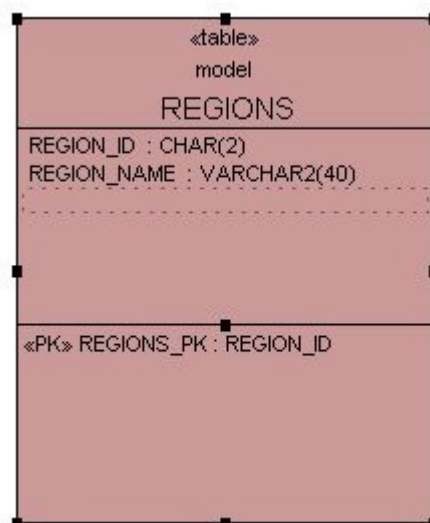 «table»
model
REGIONS
REGION_ID : CHAR(2)
REGION_NAME : VARCHAR2(40)
«PK» REGIONS_PK : REGION_ID